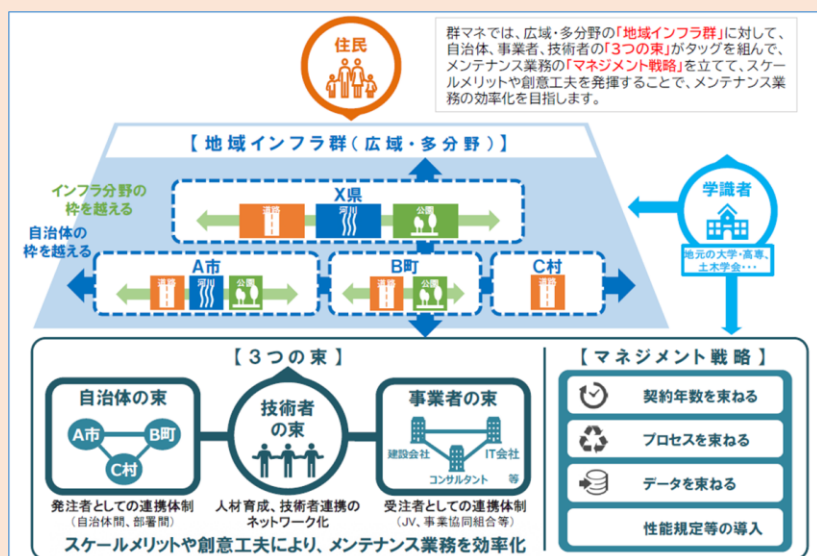 住民
群マネでは、広域・多分野の「地域インフラ群」に対して、
自治体、事業者、技術者の「3つの束」がタッグを組んで、
メンテナンス業務の「マネジメント戦略」を立てて、スケー
ルメリットや創意工夫を発揮することで、メンテナンス業
務の効率化を目指します。
【地域インフラ群(広域・多分野)】
インフラ分野の
枠を越える
自治体の
枠を越える
X県
道路
河川
公園
A市
道路
河川
公園
B町
道路
公園
C村
道路
学識者
地元の大学・高専、
土木学会・・・
【3つの束】
自治体の束
A市
B町
C村
発注者としての連携体制
(自治体間、部署間)
技術者
の束
人材育成、技術者連携の
ネットワーク化
事業者の束
建設会社
IT会社
コンサルタント 等
受注者としての連携体制
(JV、事業協同組合等)
スケールメリットや創意工夫により、メンテナンス業務を効率化
【マネジメント戦略】
契約年数を束ねる
プロセスを束ねる
データを束ねる
性能規定等の導入